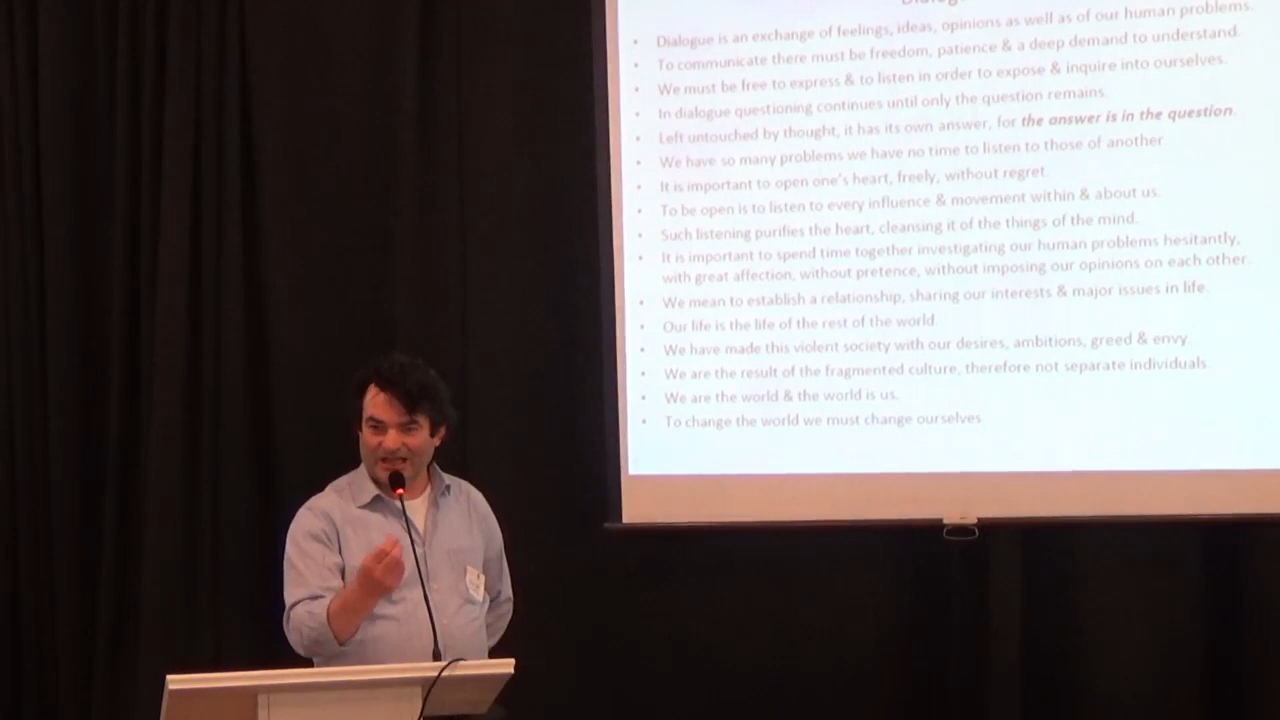 • Dialogue is an exchange of feelings, ideas, opinions as well as of our human problems.
• To communicate there must be freedom, patience & a deep demand to understand.
• We must be free to express & to listen in order to expose & inquire into ourselves.
• In dialogue questioning continues until only the question remains.
• Left untouched by thought, it has its own answer, for the answer is in the question.
• We have so many problems we have no time to listen to those of another
• It is important to open one's heart, freely, without regret.
• To be open is to listen to every influence & movement within & about us.
• Such listening purifies the heart, cleansing it of the things of the mind.
• It is important to spend time together investigating our human problems hesitantly,
with great affection, without pretence, without imposing our opinions on each other.
• We mean to establish a relationship, sharing our interests & major issues in life.
• Our life is the life of the rest of the world.
• We have made this violent society with our desires, ambitions, greed & envy.
• We are the result of the fragmented culture, therefore not separate individuals.
• We are the world & the world is us.
• To change the world we must change ourselves